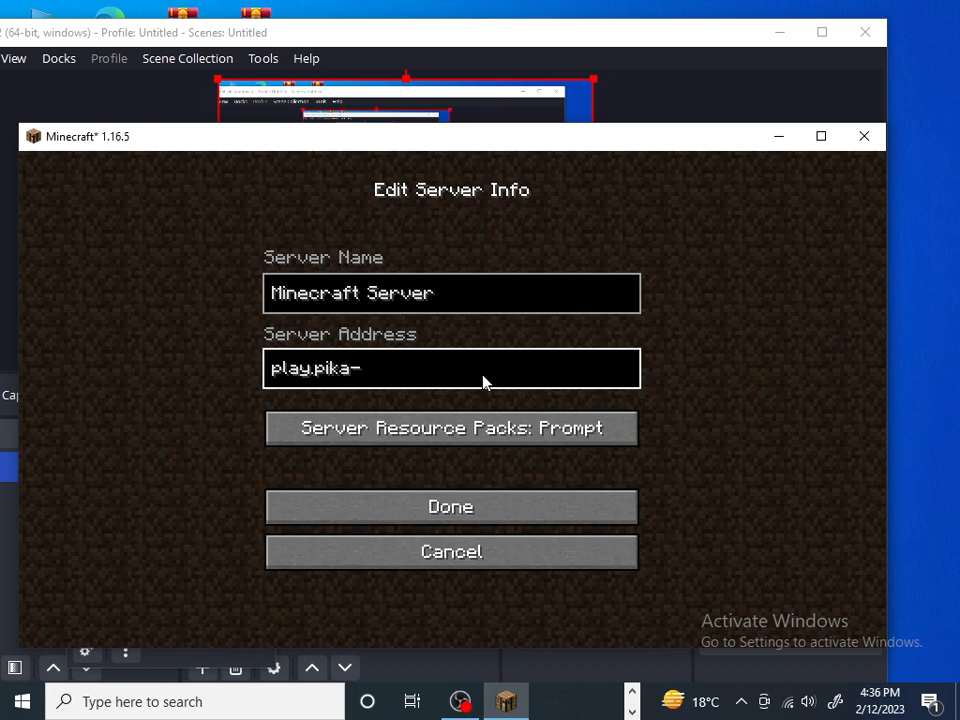 (64-bit, windows) - Profile: Untitled - Scenes: Untitled
View Docks Profile Scene Collection Tools Help
Minecraft* 1.16.5
Edit Server Info
Server Name
Minecraft Server
Server Address
play.pika-
Server Resource Packs: Prompt
Done
Cancel
Activate Windows
Go to Settings to activate Windows.
Type here to search
18°C
4:36 PM
2/12/2023
1